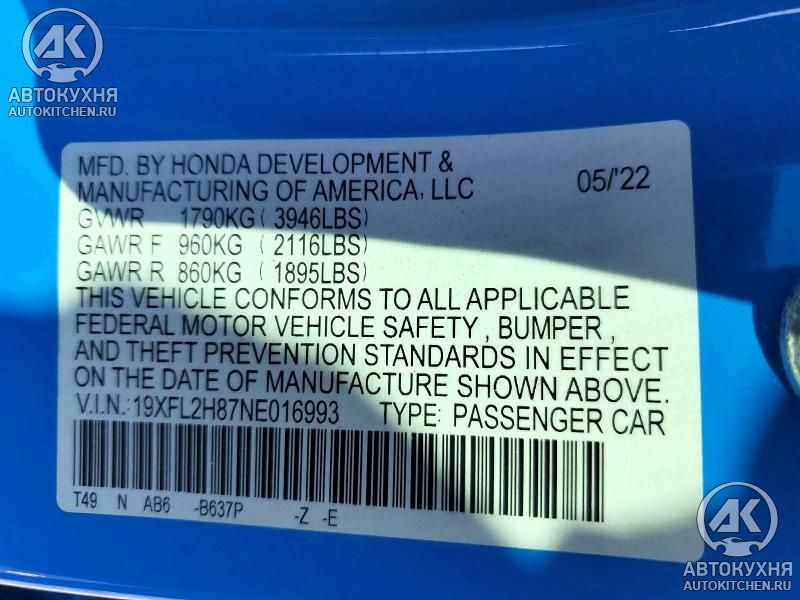 АК
АВТОКУХНЯ
AUTOKITCHEN.RU
MFD. BY HONDA DEVELOPMENT &
MANUFACTURING OF AMERICA, LLC 05/'22
GVWR 1790KG ( 3946LBS)
GAWR F 960KG ( 2116LBS)
GAWR R 860KG ( 1895LBS)
THIS VEHICLE CONFORMS TO ALL APPLICABLE
FEDERAL MOTOR VEHICLE SAFETY , BUMPER ,
AND THEFT PREVENTION STANDARDS IN EFFECT
ON THE DATE OF MANUFACTURE SHOWN ABOVE.
V.I.N.:19XFL2H87NE016993 TYPE: PASSENGER CAR
T49 N AB6 -B637P -Z -E
АК
АВТОКУХНЯ
AUTOKITCHEN.RU